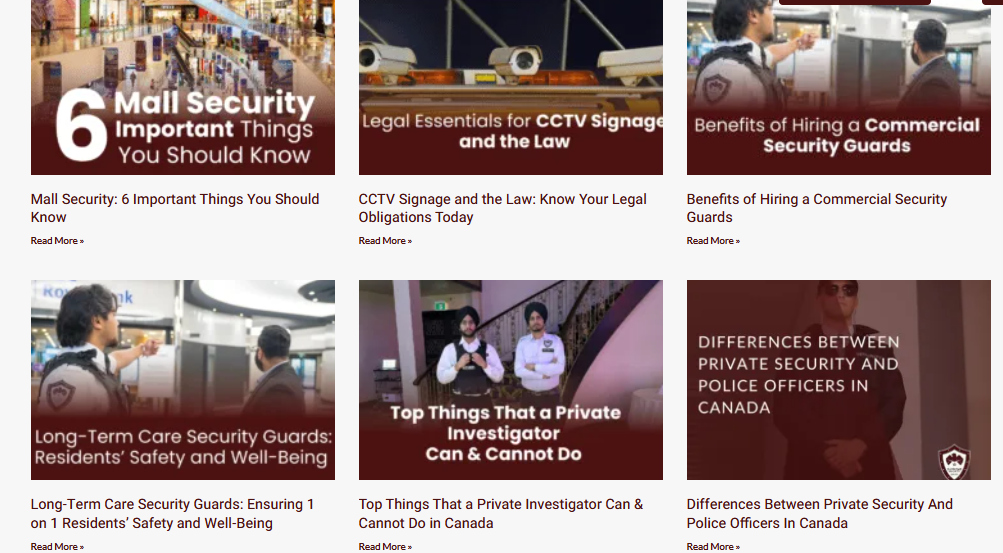 6 Mall Security
Important Things
You Should Know
Legal Essentials for CCTV Signage
and the Law
Benefits of Hiring a Commercial
Security Guards
Mall Security: 6 Important Things You Should
Know
Read More »
CCTV Signage and the Law: Know Your Legal
Obligations Today
Read More »
Benefits of Hiring a Commercial Security
Guards
Read More »
Long-Term Care Security Guards:
Residents' Safety and Well-Being
Top Things That a Private
Investigator
Can & Cannot Do
DIFFERENCES BETWEEN
PRIVATE SECURITY AND
POLICE OFFICERS IN
CANADA
Long-Term Care Security Guards: Ensuring 1
on 1 Residents’ Safety and Well-Being
Read More »
Top Things That a Private Investigator Can &
Cannot Do in Canada
Read More »
Differences Between Private Security And
Police Officers In Canada
Read More »